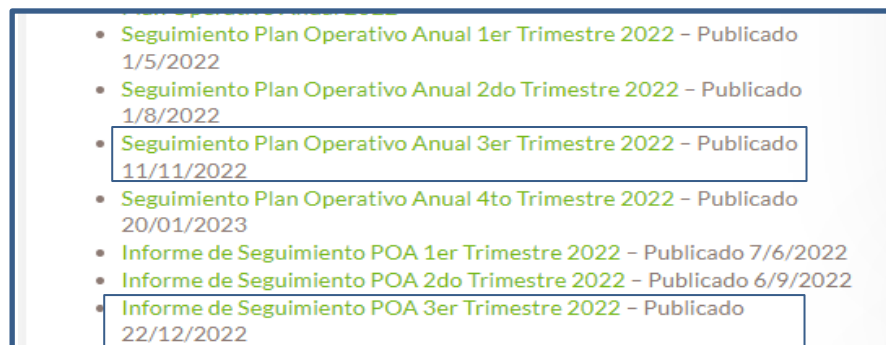 Plan Operativo Anual 2022
Seguimiento Plan Operativo Anual 1er Trimestre 2022 – Publicado
1/5/2022
Seguimiento Plan Operativo Anual 2do Trimestre 2022 – Publicado
1/8/2022
Seguimiento Plan Operativo Anual 3er Trimestre 2022 – Publicado
11/11/2022
Seguimiento Plan Operativo Anual 4to Trimestre 2022 – Publicado
20/01/2023
Informe de Seguimiento POA 1er Trimestre 2022 – Publicado 7/6/2022
Informe de Seguimiento POA 2do Trimestre 2022 – Publicado 6/9/2022
Informe de Seguimiento POA 3er Trimestre 2022 – Publicado
22/12/2022